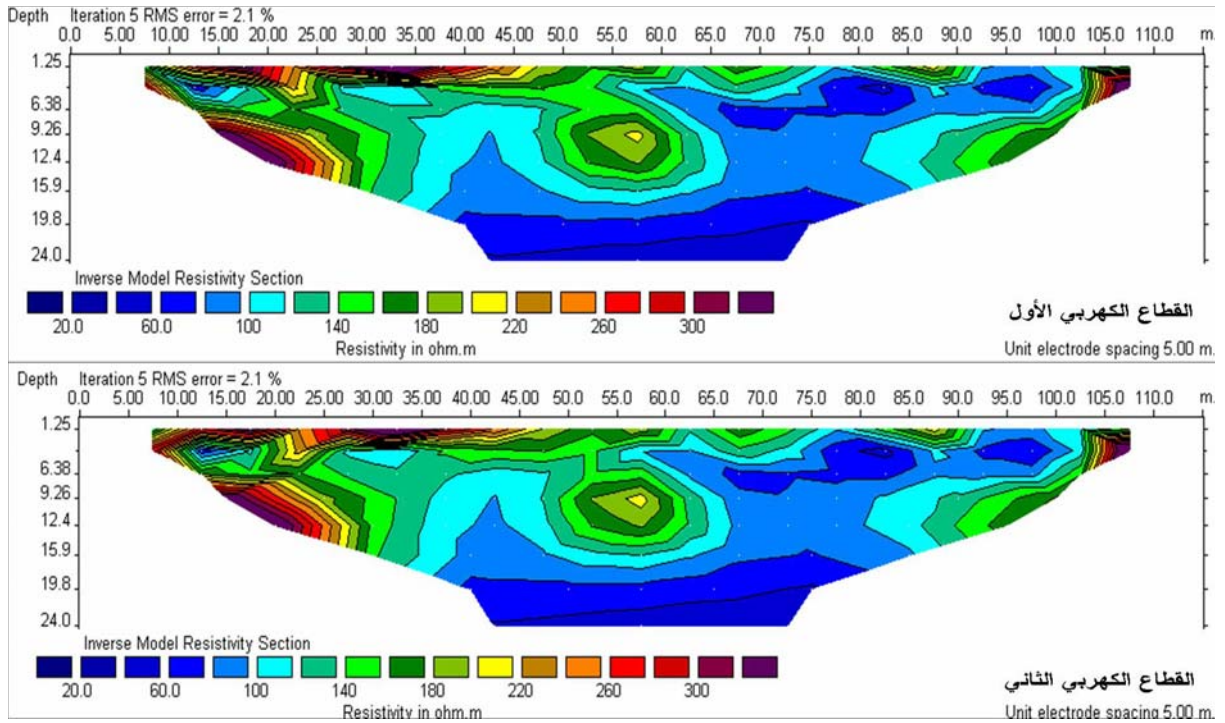 Depth Iteration 5 RMS error = 2.1 %
0.0 5.00 10.00 15.00 20.00 25.00 30.00 35.00 40.00 45.00 50.0 55.0 60.0 65.0 70.0 75.0 80.0 85.0 90.0 95.0 100.0 105.0 110.0 m.
1.25
6.38
9.26
12.4
15.9
19.8
24.0
Inverse Model Resistivity Section
20.0 60.0 100 140 180 220 260 300
Resistivity in ohm.m
القطاع الكهربي الأول
Unit electrode spacing 5.00 m.
Depth Iteration 5 RMS error = 2.1 %
0.0 5.00 10.00 15.00 20.00 25.00 30.00 35.00 40.00 45.00 50.0 55.0 60.0 65.0 70.0 75.0 80.0 85.0 90.0 95.0 100.0 105.0 110.0 m.
1.25
6.38
9.26
12.4
15.9
19.8
24.0
Inverse Model Resistivity Section
20.0 60.0 100 140 180 220 260 300
Resistivity in ohm.m
القطاع الكهربي الثاني
Unit electrode spacing 5.00 m.